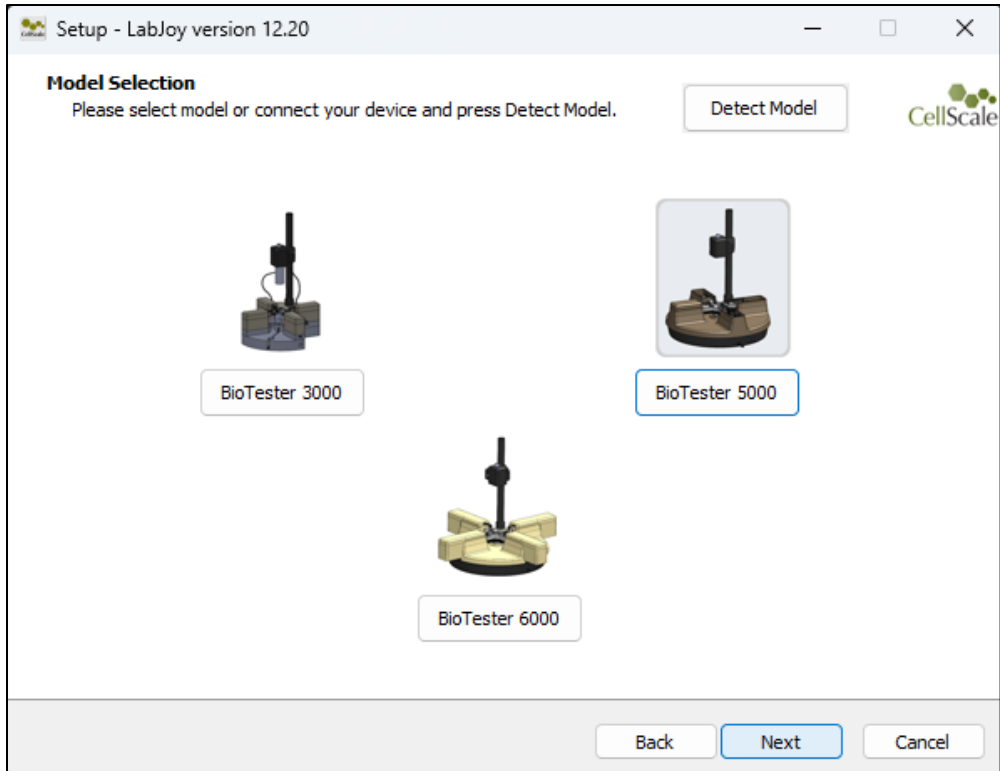 Setup - LabJoy version 12.20
Model Selection
Please select model or connect your device and press Detect Model.
Detect Model
CellScale
BioTester 3000
BioTester 5000
BioTester 6000
Back
Next
Cancel